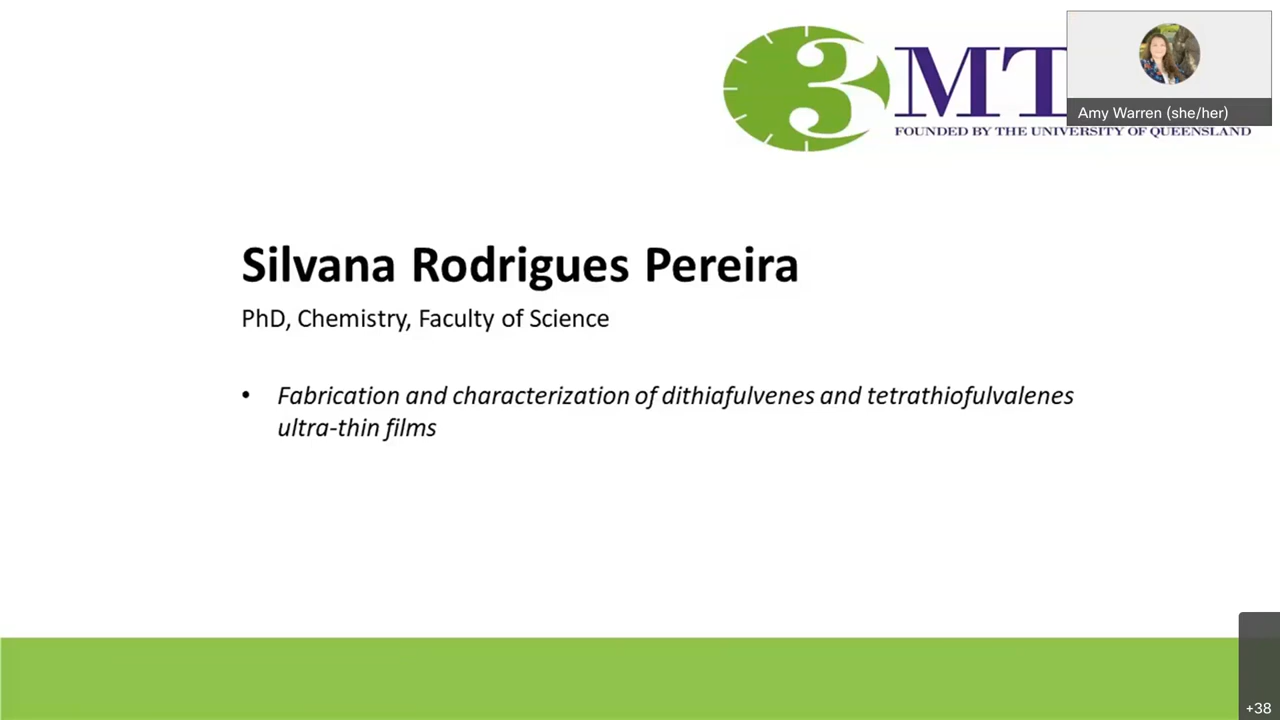 3MT
Amy Warren (she/her)
FOUNDED BY THE UNIVERSITY OF QUEENSLAND
Silvana Rodrigues Pereira
PhD, Chemistry, Faculty of Science
• Fabrication and characterization of dithiafulvenes and tetrathiofulvalenes
ultra-thin films
+38